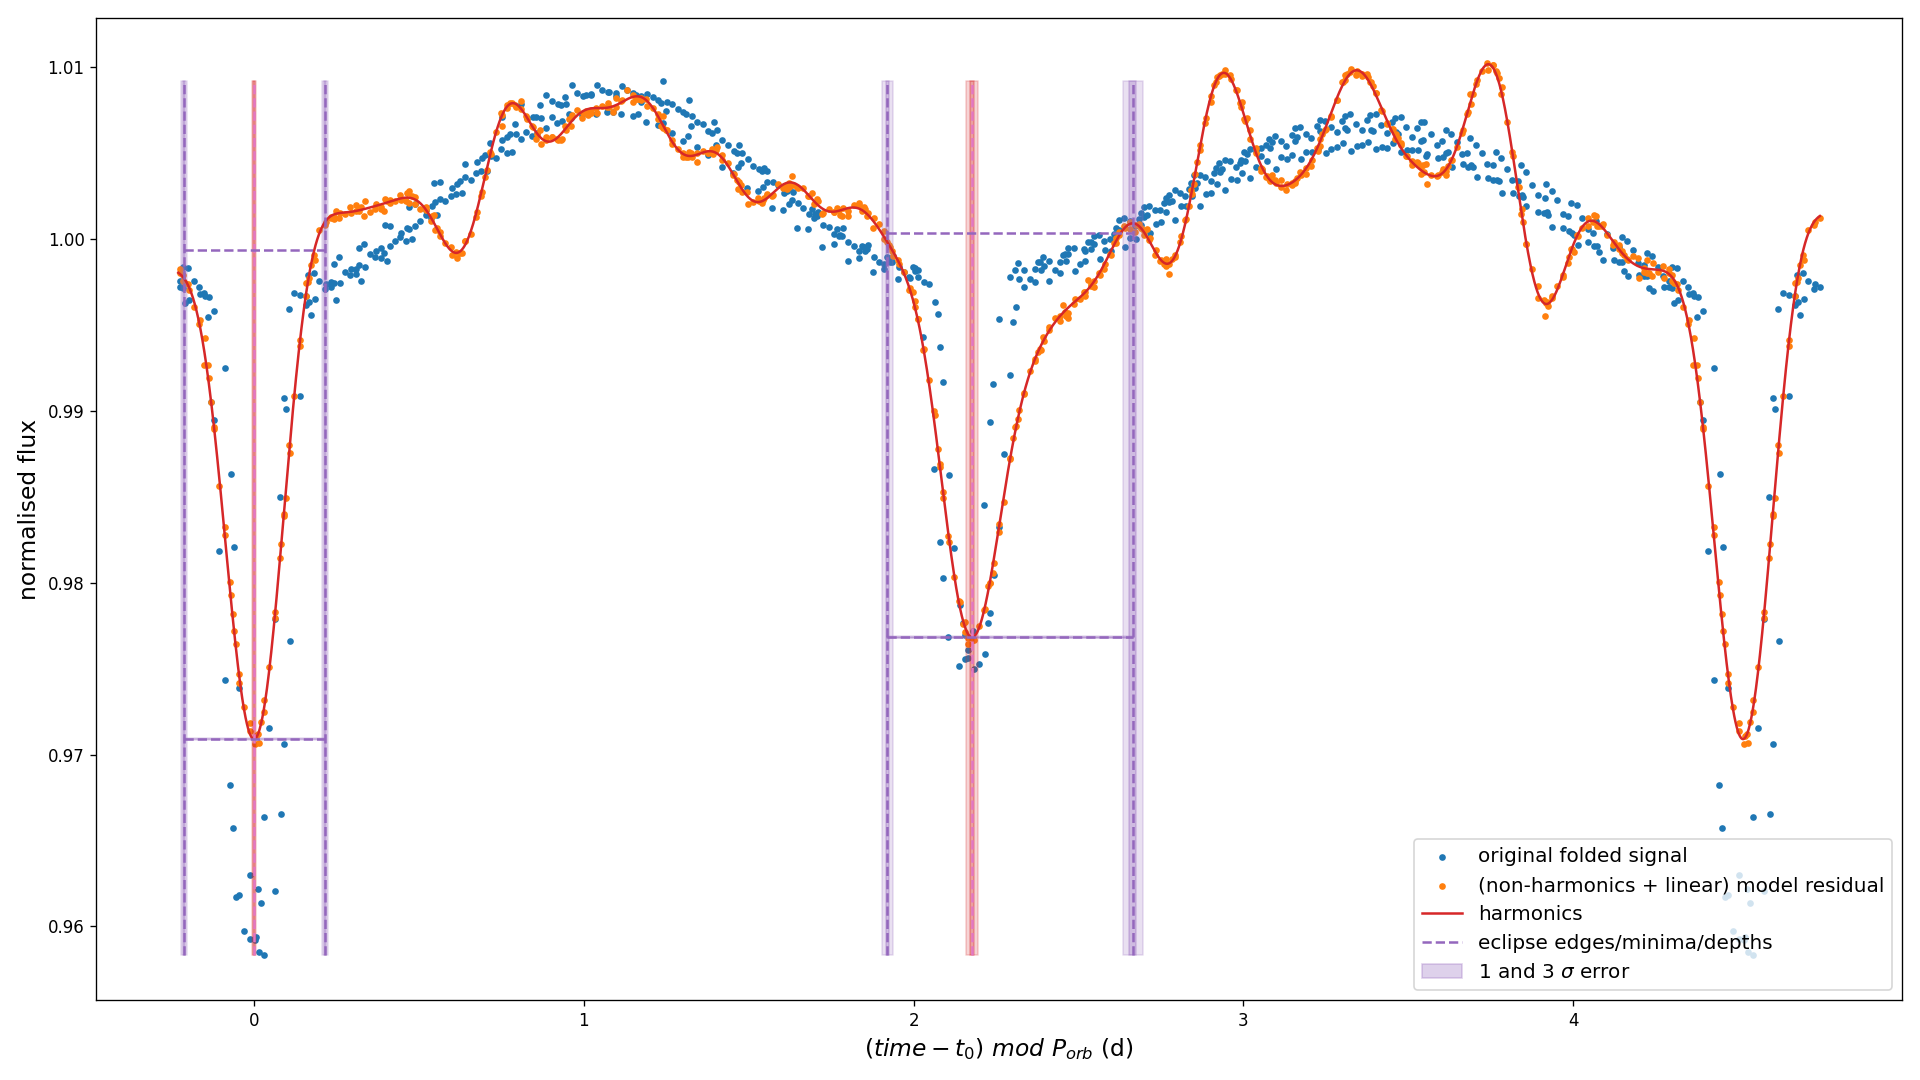 normalised flux
1.01
1.00
0.99
0.98
0.97
0.96
original folded signal
(non-harmonics + linear) model residual
harmonics
eclipse edges/minima/depths
1 and 3 σ error
0 1 2 3 4
(time − t₀) mod P_orb (d)